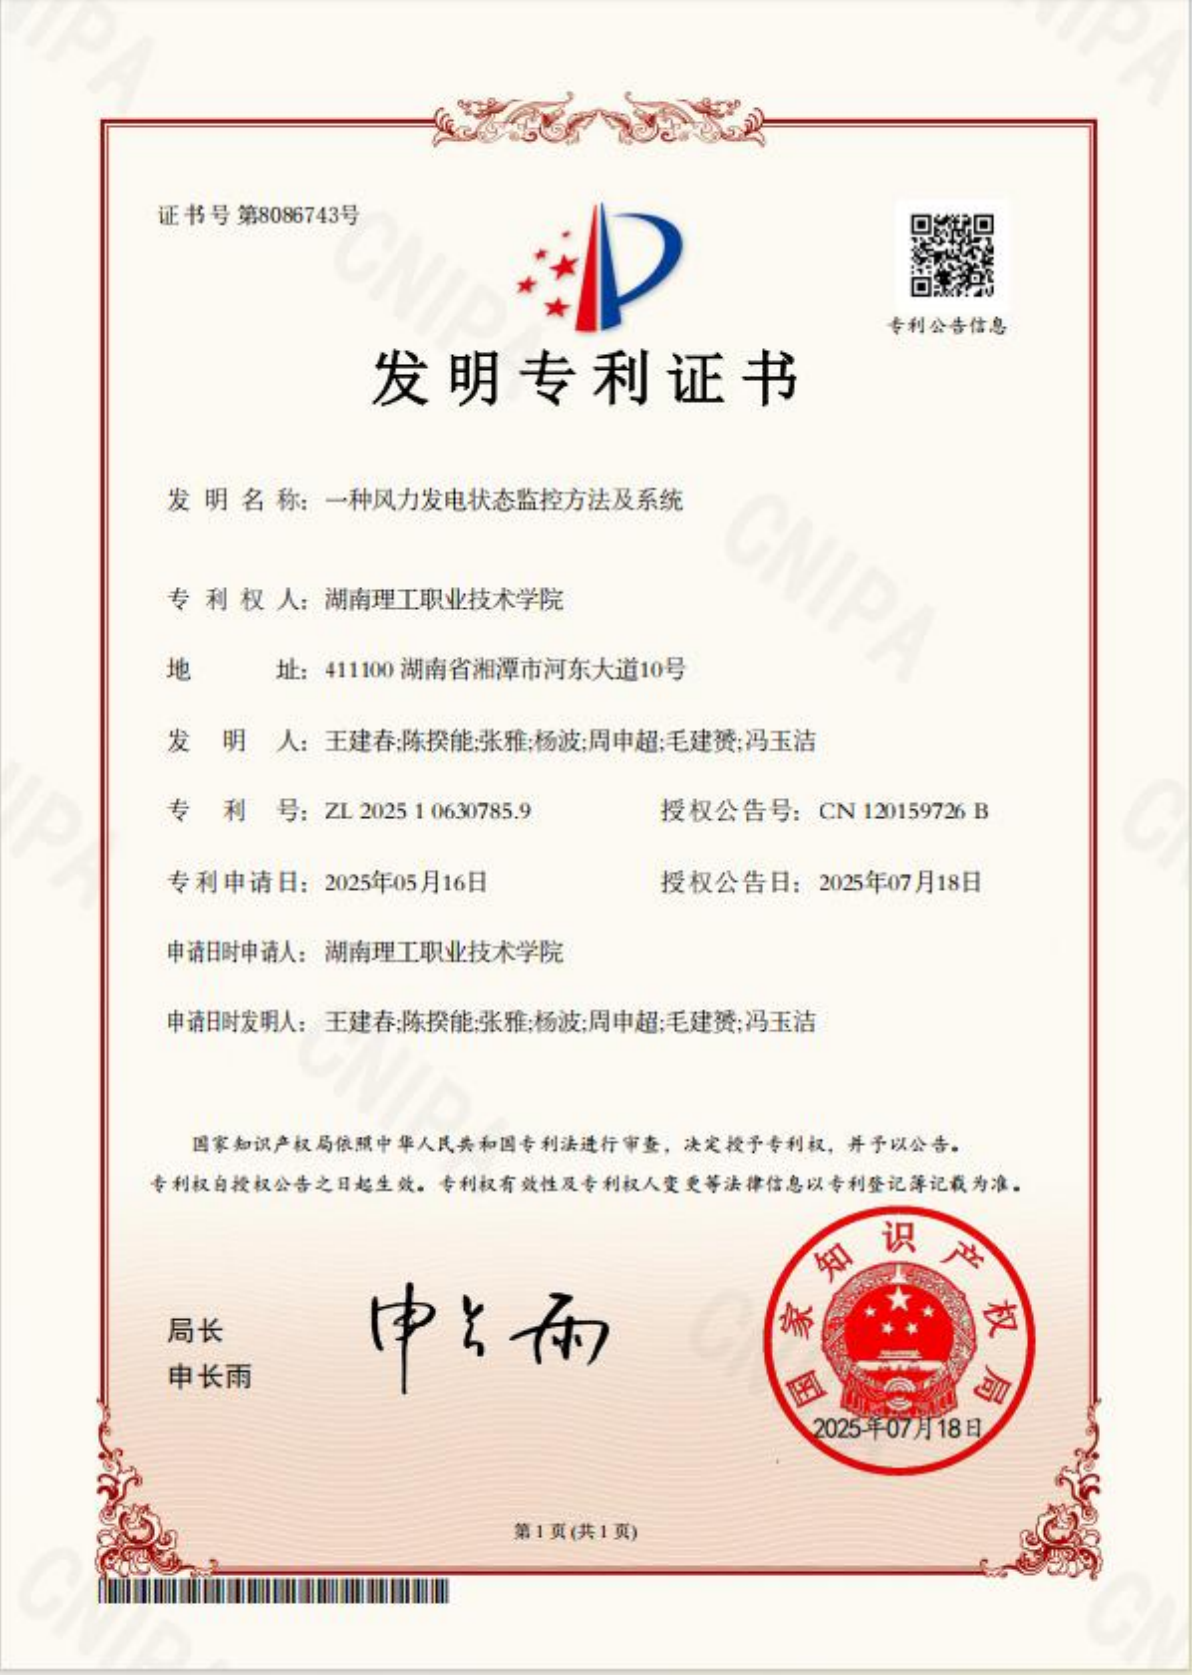 证书号 第8086743号
专利公告信息
发明专利证书
发明名称：一种风力发电状态监控方法及系统
专利权人：湖南理工职业技术学院
地址：411100 湖南省湘潭市河东大道10号
发明人：王建春;陈揆能;张雅;杨波;周申超;毛建赟;冯玉洁
专利号：ZL 2025 1 0630785.9 授权公告号：CN 120159726 B
专利申请日：2025年05月16日 授权公告日：2025年07月18日
申请日时申请人：湖南理工职业技术学院
申请日时发明人：王建春;陈揆能;张雅;杨波;周申超;毛建赟;冯玉洁
国家知识产权局依照中华人民共和国专利法进行审查，决定授予专利权，并予以公告。
专利权自授权公告之日起生效。专利权有效性及专利权人变更等法律信息以专利登记簿记载为准。
局长
申长雨
申长雨
国家知识产权局
2025年07月18日
第 1 页 (共 1 页)
CNIPA